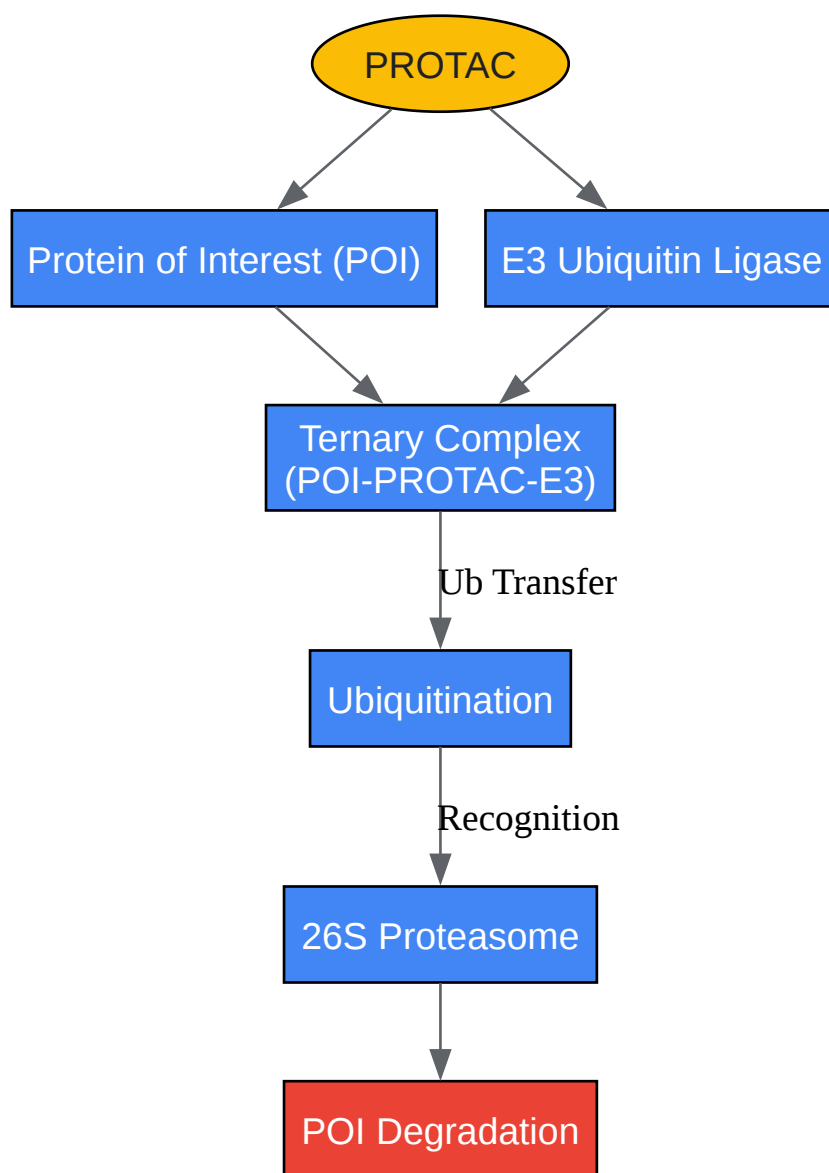 PROTAC
Protein of Interest (POI)
E3 Ubiquitin Ligase
Ternary Complex
(POI-PROTAC-E3)
Ub Transfer
Ubiquitination
Recognition
26S Proteasome
POI Degradation